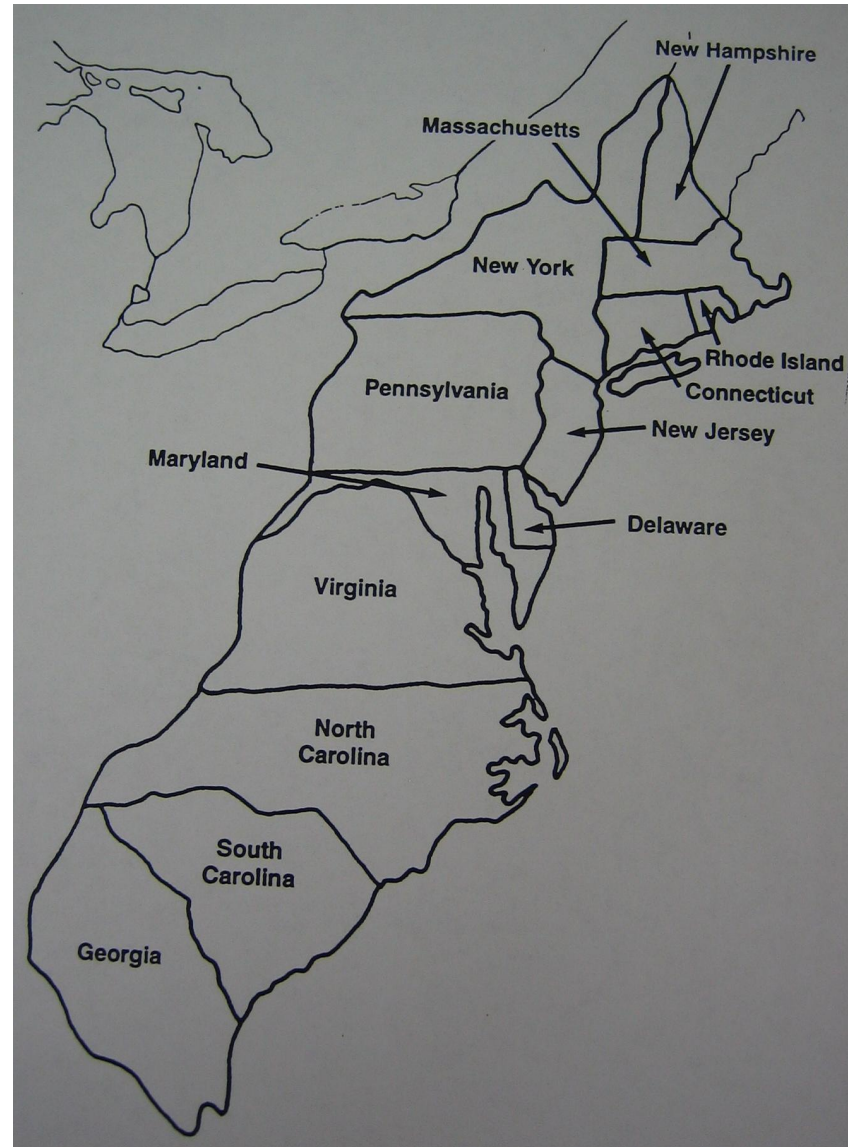 New Hampshire
Massachusetts
New York
Rhode Island
Pennsylvania
Connecticut
New Jersey
Maryland
Delaware
Virginia
North
Carolina
South
Carolina
Georgia